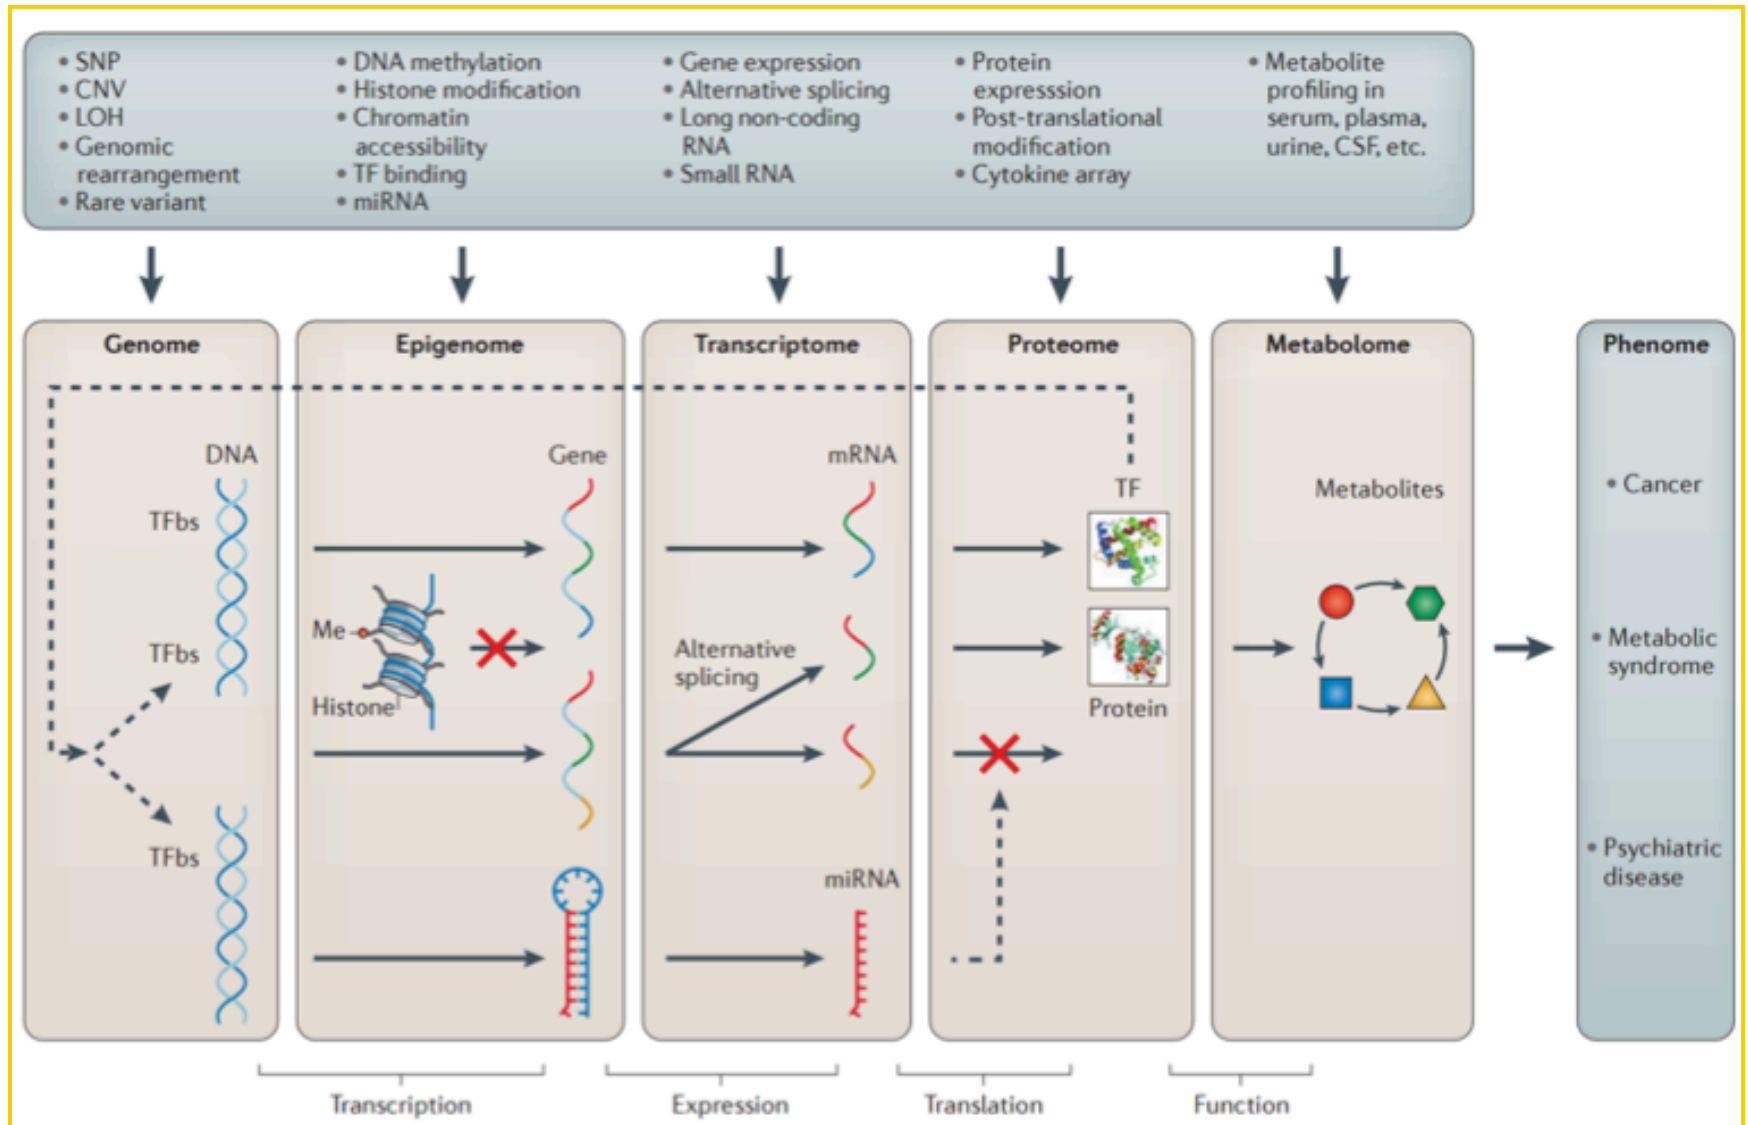 • SNP
• CNV
• LOH
• Genomic
rearrangement
• Rare variant
• DNA methylation
• Histone modification
• Chromatin
accessibility
• TF binding
• miRNA
• Gene expression
• Alternative splicing
• Long non-coding
RNA
• Small RNA
• Protein
expresssion
• Post-translational
modification
• Cytokine array
• Metabolite
profiling in
serum, plasma,
urine, CSF, etc.
Genome
Epigenome
Transcriptome
Proteome
Metabolome
Phenome
DNA
TFbs
TFbs
TFbs
Gene
Me
Histone
mRNA
Alternative
splicing
miRNA
TF
Protein
Metabolites
• Cancer
• Metabolic
syndrome
• Psychiatric
disease
Transcription
Expression
Translation
Function